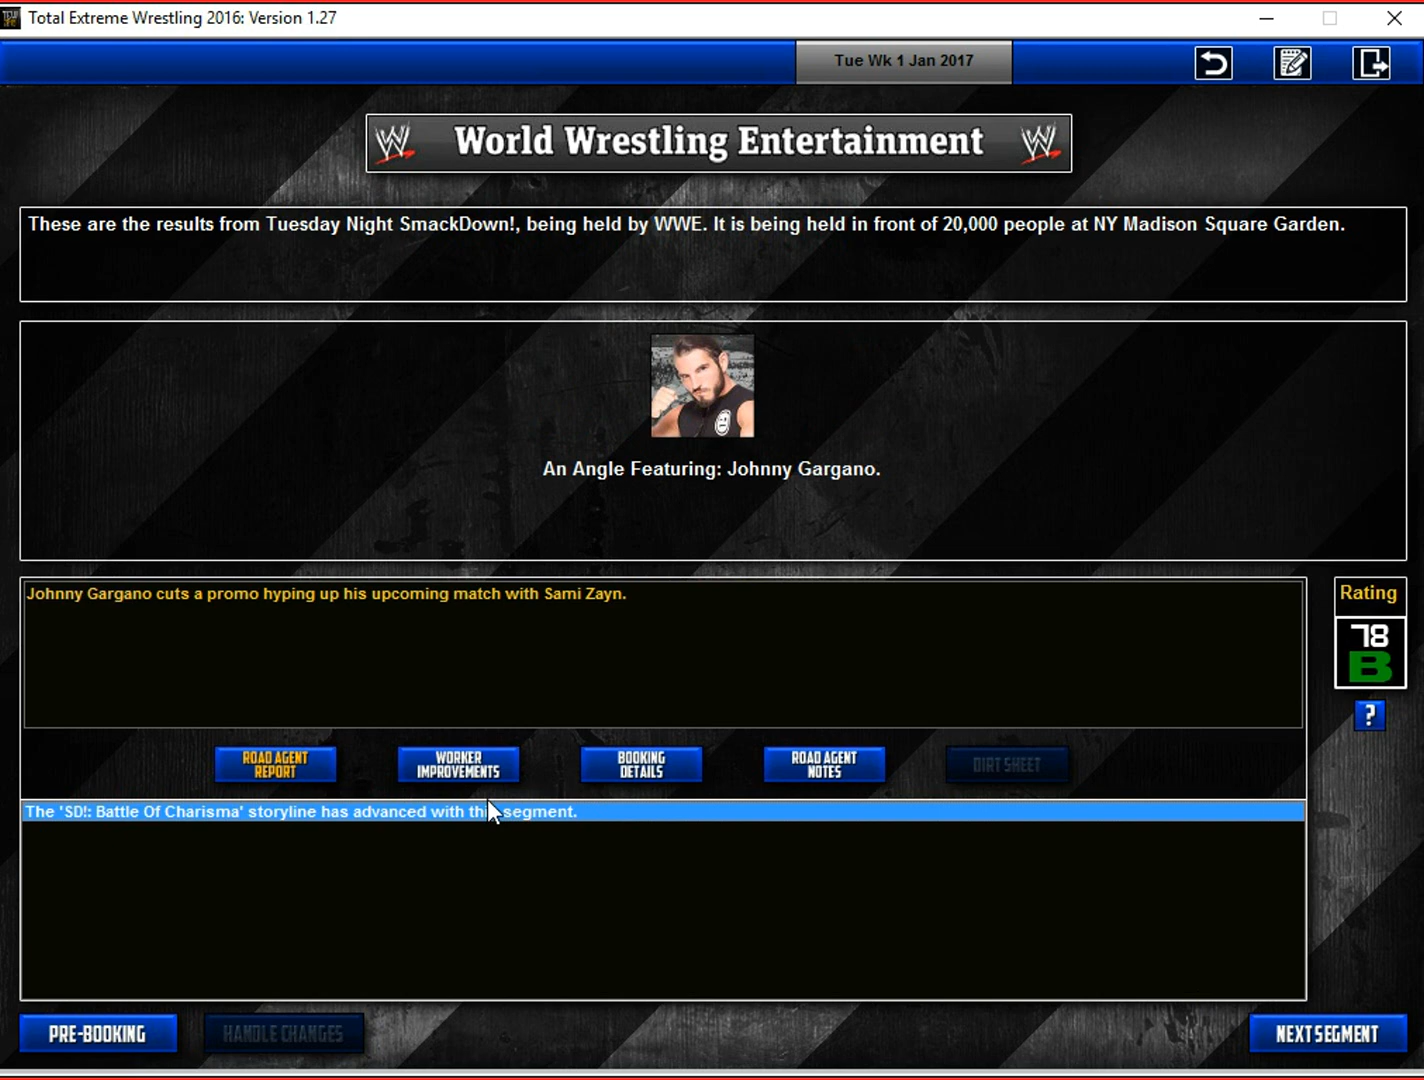 Total Extreme Wrestling 2016: Version 1.27
Tue Wk 1 Jan 2017
World Wrestling Entertainment
These are the results from Tuesday Night SmackDown!, being held by WWE. It is being held in front of 20,000 people at NY Madison Square Garden.
An Angle Featuring: Johnny Gargano.
Johnny Gargano cuts a promo hyping up his upcoming match with Sami Zayn.
Rating
78
B
?
ROAD AGENT
REPORT
WORKER
IMPROVEMENTS
BOOKING
DETAILS
ROAD AGENT
NOTES
DIRT SHEET
The 'SD!: Battle Of Charisma' storyline has advanced with this segment.
PRE-BOOKING
HANDLE CHANGES
NEXT SEGMENT